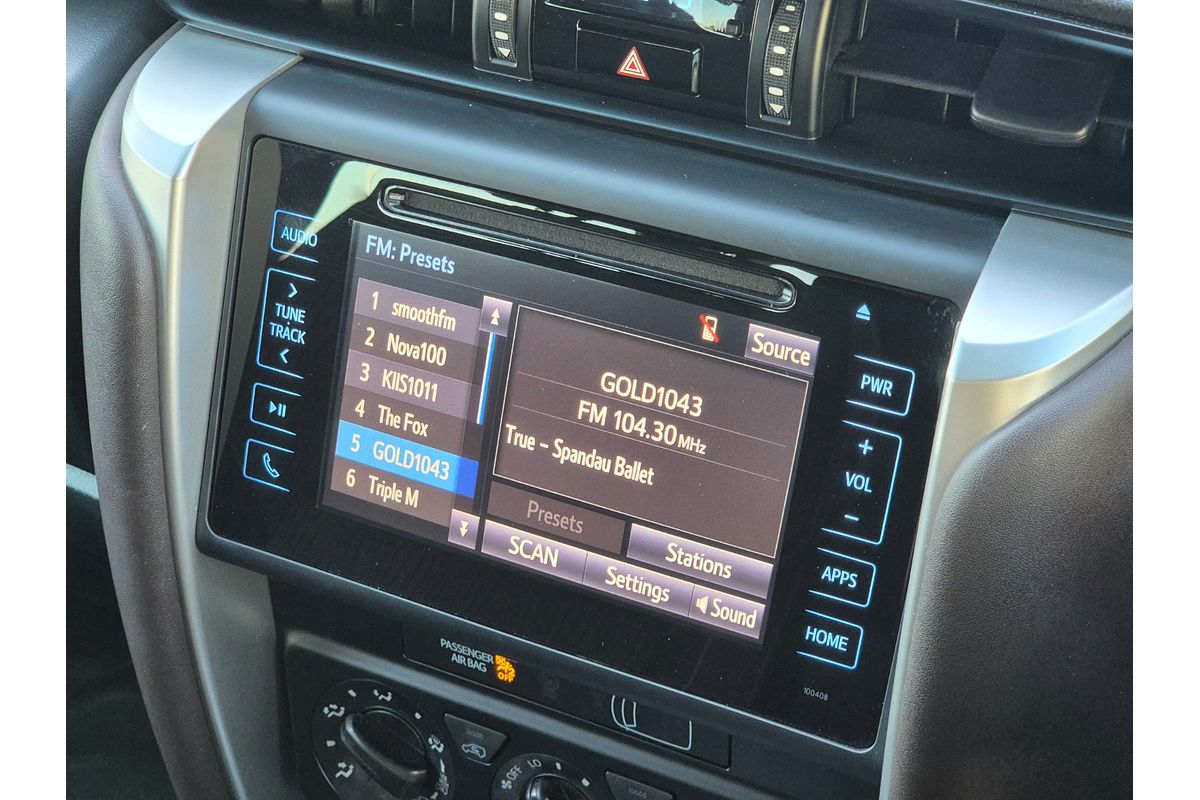 AUDIO
TUNE
TRACK
FM: Presets
1 smoothfm
2 Nova100
3 KIIS1011
4 The Fox
5 GOLD1043
6 Triple M
Source
GOLD1043
FM 104.30 MHz
True - Spandau Ballet
Presets
Stations
SCAN
Settings
Sound
PWR
+
VOL
-
APPS
HOME
100408
PASSENGER
AIR BAG
OFF
OFF LO